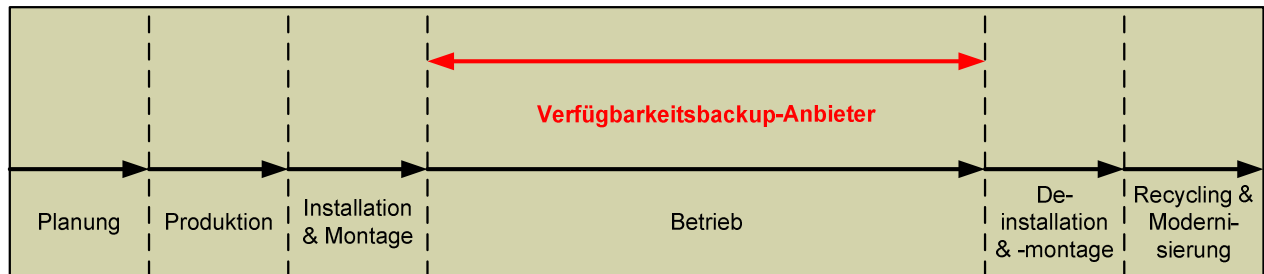 Verfügbarkeitsbackup-Anbieter
Planung
Produktion
Installation
& Montage
Betrieb
De-
installation
& -montage
Recycling &
Moderni-
sierung